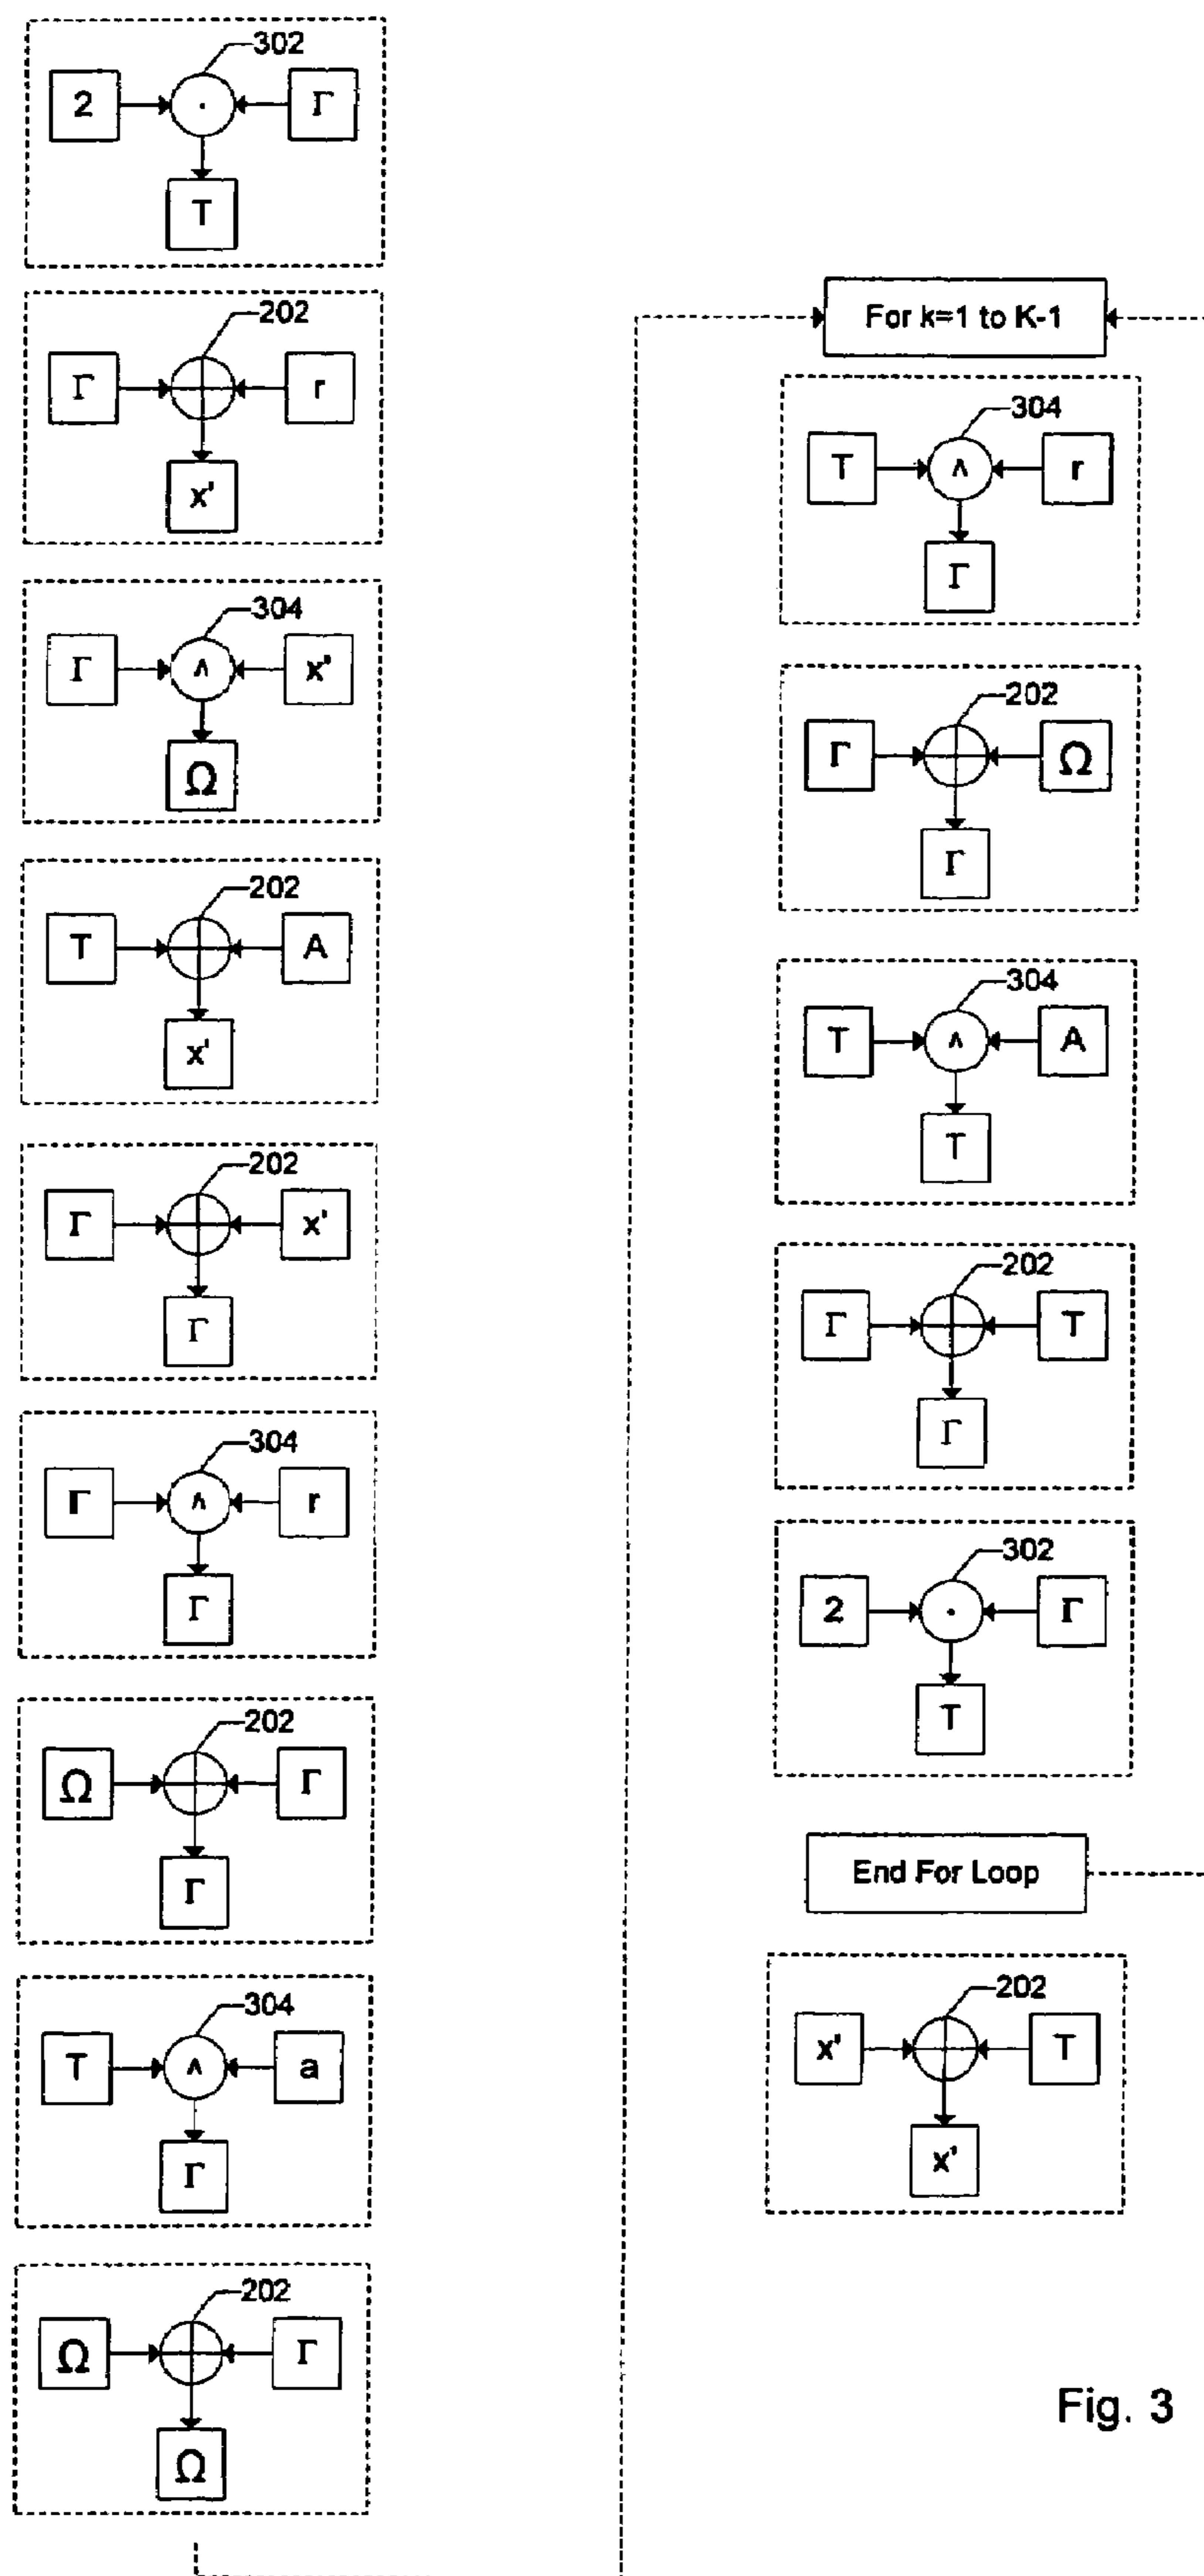 302
2 · Γ
T
202
Γ r
x'
304
Γ ∧ x'
Ω
202
T A
x'
202
Γ x'
Γ
304
Γ ∧ r
Γ
202
Ω Γ
Γ
304
T ∧ a
Γ
202
Ω Γ
Ω
For k=1 to K-1
304
T ∧ r
Γ
202
Γ Ω
Γ
304
T ∧ A
T
202
Γ T
Γ
302
2 · Γ
T
End For Loop
202
x' T
x'
Fig. 3